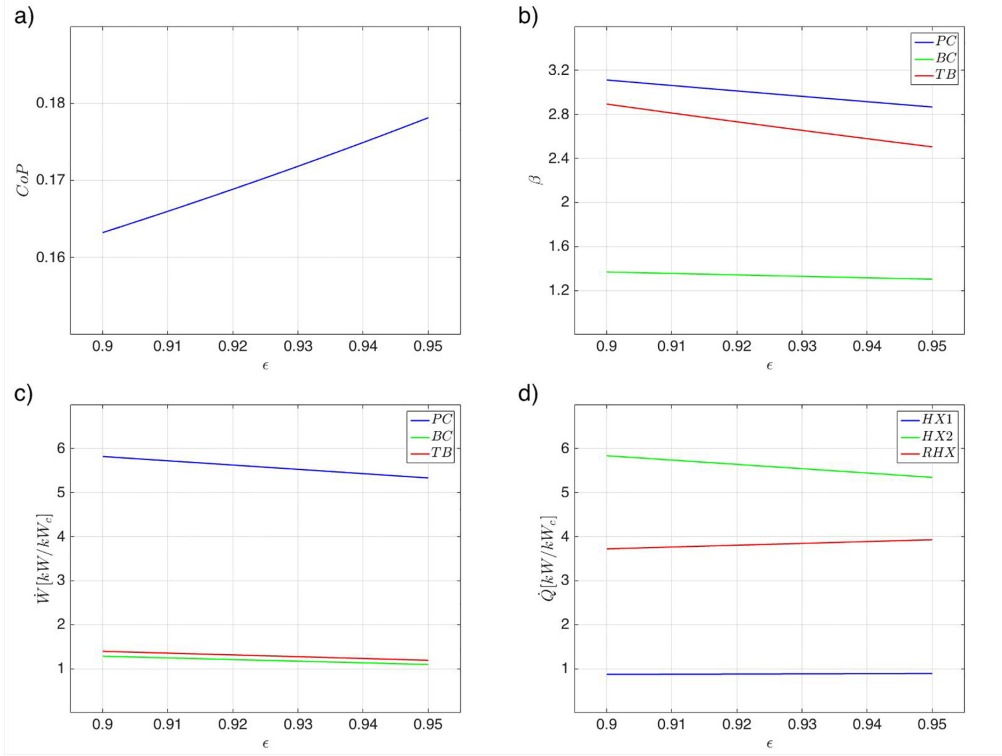 a)
0.18
0.17
0.16
CoP
0.9 0.91 0.92 0.93 0.94 0.95
ϵ
b)
PC
BC
TB
3.2
2.8
2.4
2
1.6
1.2
β
0.9 0.91 0.92 0.93 0.94 0.95
ϵ
c)
PC
BC
TB
6
5
4
3
2
1
Ẇ[kW/kW_c]
0.9 0.91 0.92 0.93 0.94 0.95
ϵ
d)
HX1
HX2
RHX
6
5
4
3
2
1
Q̇[kW/kW_c]
0.9 0.91 0.92 0.93 0.94 0.95
ϵ